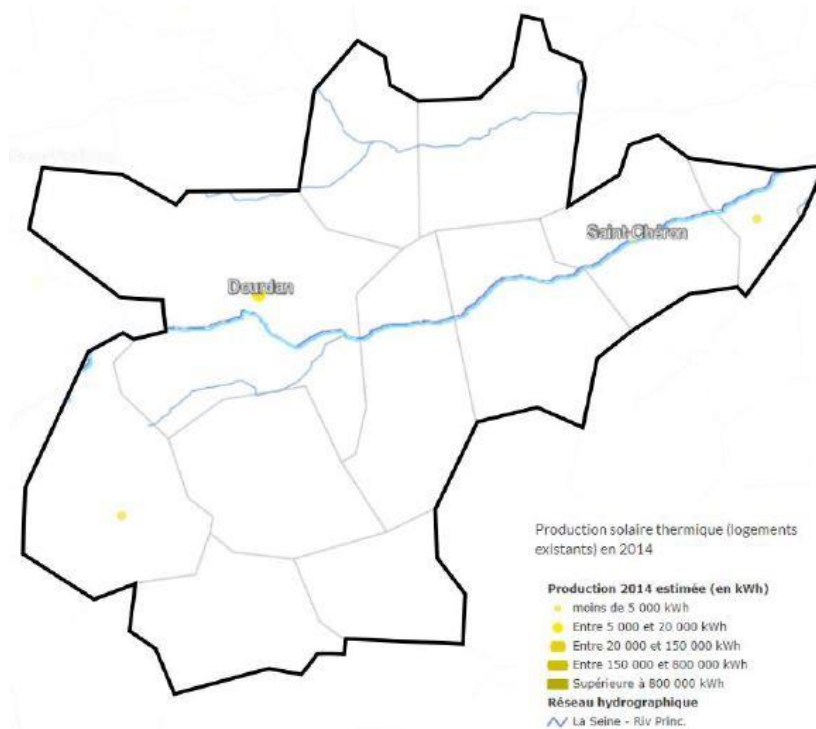 Dourdan
Saint-Chéron
Production solaire thermique (logements
existants) en 2014
Production 2014 estimée (en kWh)
moins de 5 000 kWh
Entre 5 000 et 20 000 kWh
Entre 20 000 et 150 000 kWh
Entre 150 000 et 800 000 kWh
Supérieure à 800 000 kWh
Réseau hydrographique
La Seine - Riv Princ.